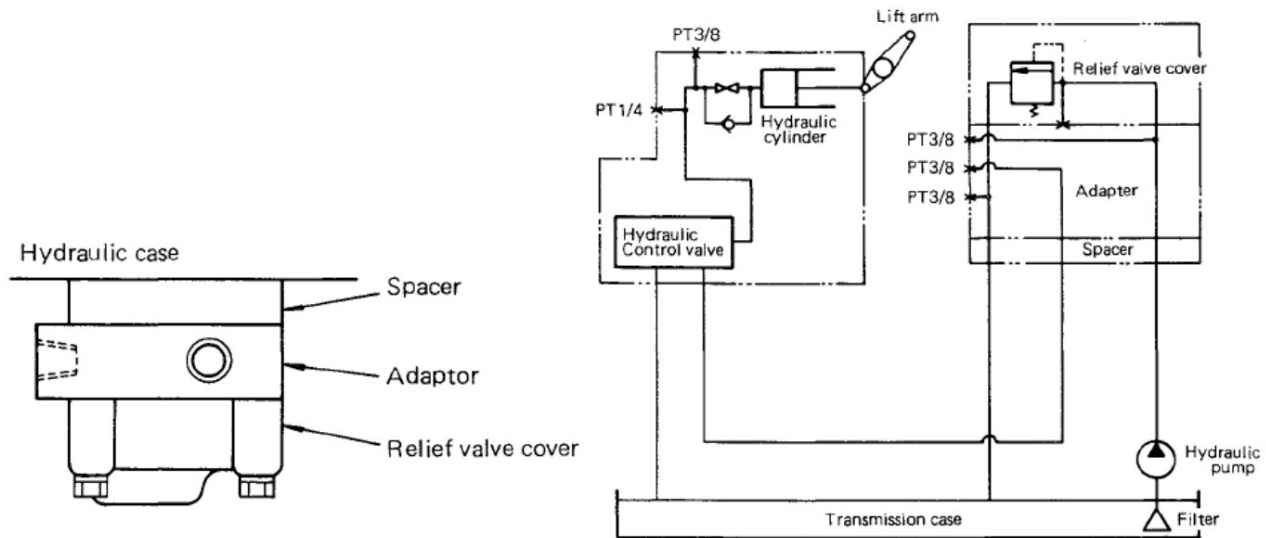 Hydraulic case
Spacer
Adaptor
Relief valve cover
Lift arm
PT3/8
PT1/4
Hydraulic
cylinder
Hydraulic
Control valve
Relief valve cover
PT3/8
PT3/8
PT3/8
Adapter
Spacer
Hydraulic
pump
Transmission case
Filter